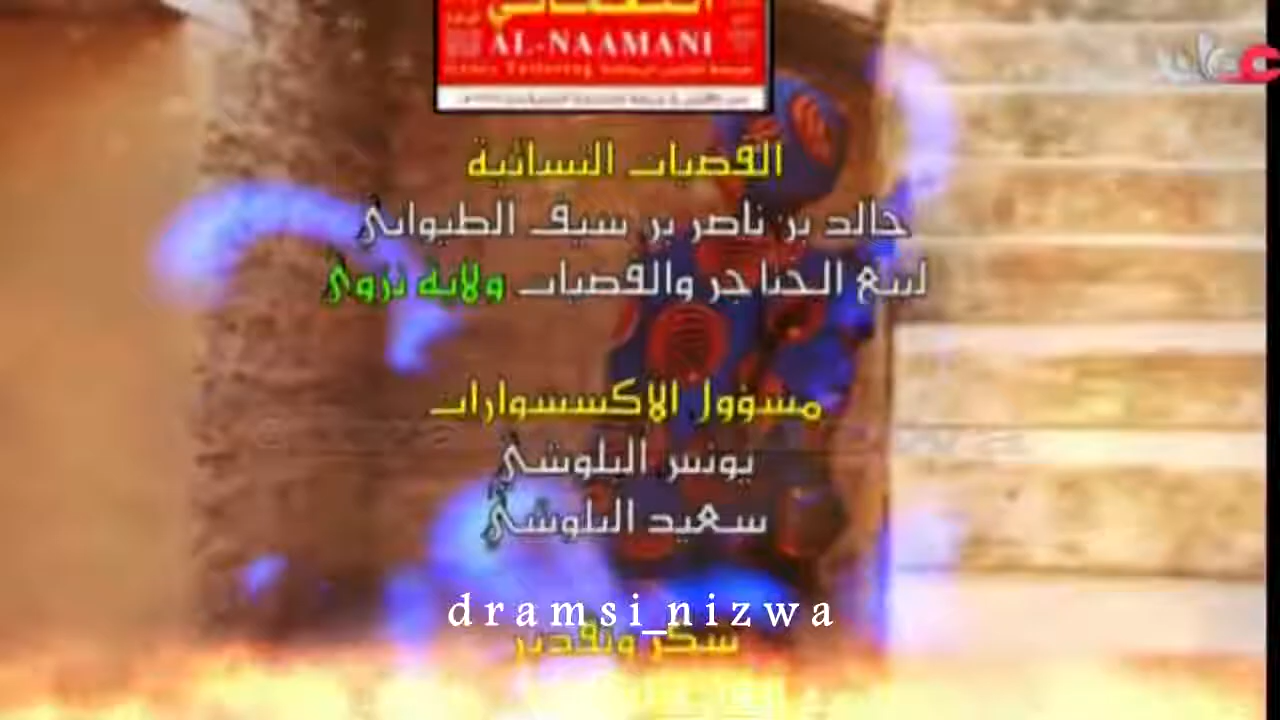 AL-NAAMANI
القصبات النسائية
خالد بن ناصر بن سيف الطيواني
لبيع الخناجر والقصبات ولاية نزوى
مسؤول الاكسسوارات
يونس البلوشي
سعيد البلوشي
dramsi_nizwa
شكر وتقدير